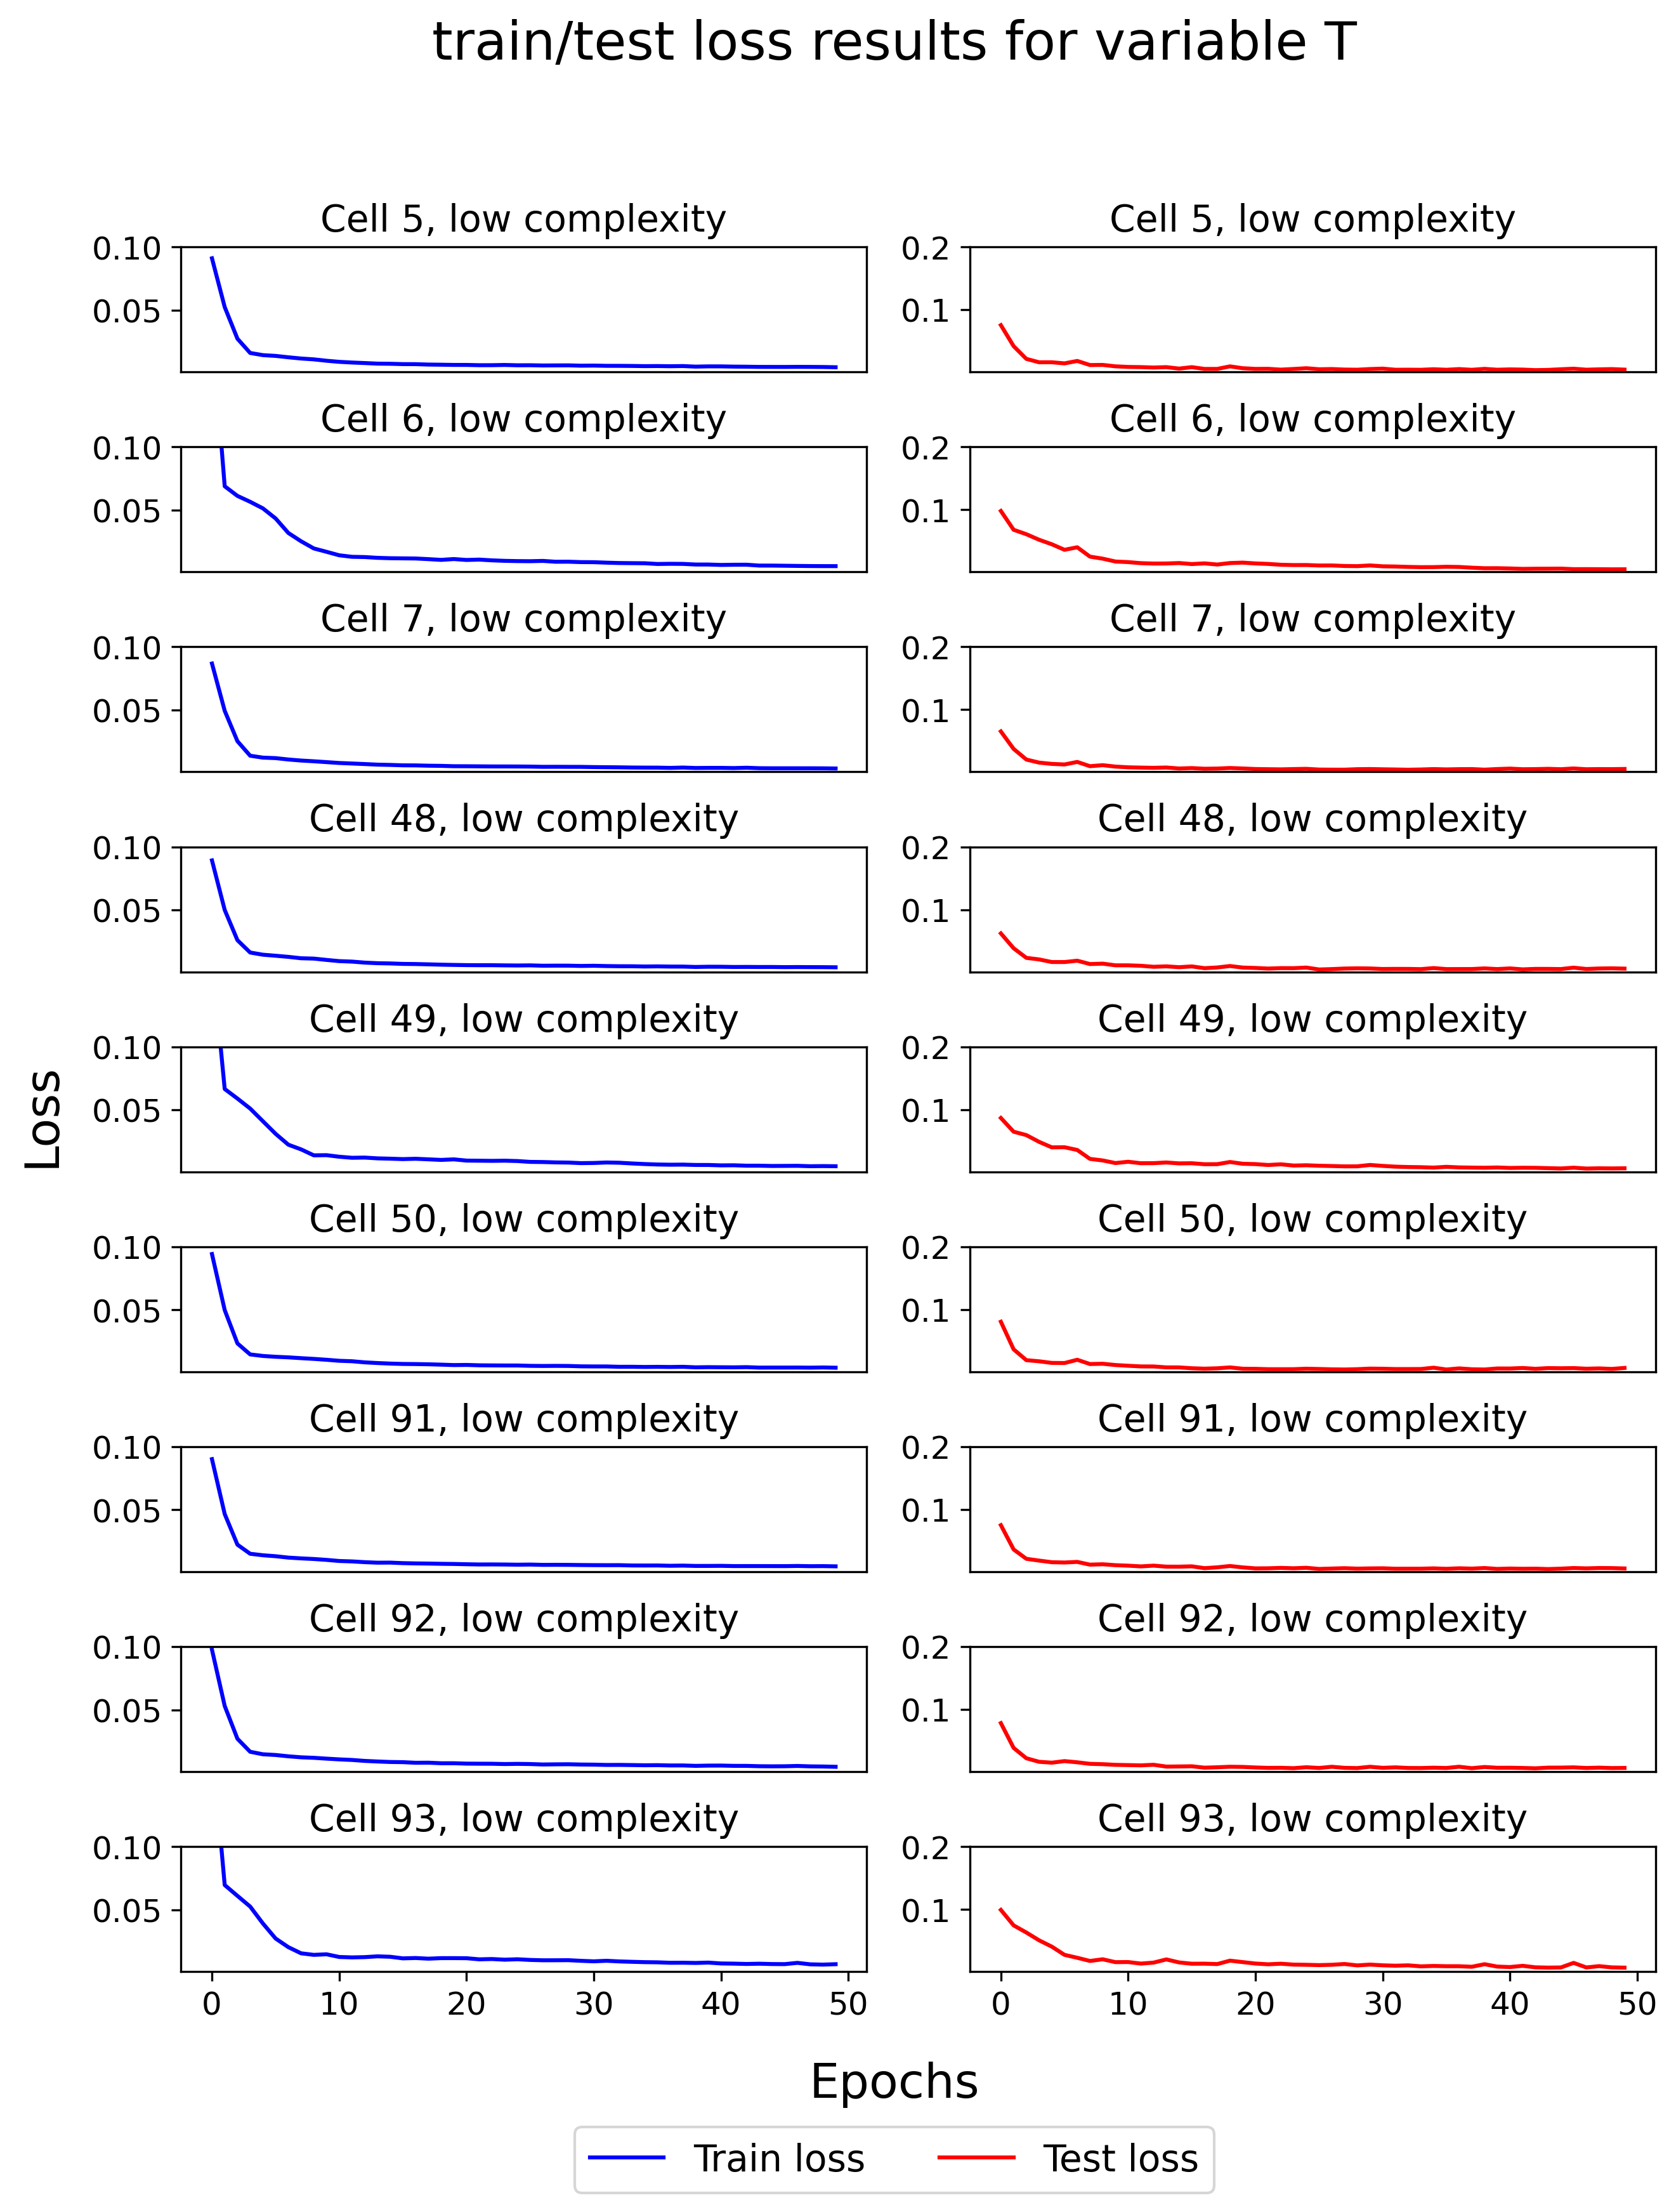 train/test loss results for variable T
Cell 5, low complexity
0.10
0.05
Cell 5, low complexity
0.2
0.1
Cell 6, low complexity
0.10
0.05
Cell 6, low complexity
0.2
0.1
Cell 7, low complexity
0.10
0.05
Cell 7, low complexity
0.2
0.1
Cell 48, low complexity
0.10
0.05
Cell 48, low complexity
0.2
0.1
Cell 49, low complexity
0.10
0.05
Cell 49, low complexity
0.2
0.1
Loss
Cell 50, low complexity
0.10
0.05
Cell 50, low complexity
0.2
0.1
Cell 91, low complexity
0.10
0.05
Cell 91, low complexity
0.2
0.1
Cell 92, low complexity
0.10
0.05
Cell 92, low complexity
0.2
0.1
Cell 93, low complexity
0.10
0.05
0 10 20 30 40 50
Cell 93, low complexity
0.2
0.1
0 10 20 30 40 50
Epochs
Train loss Test loss